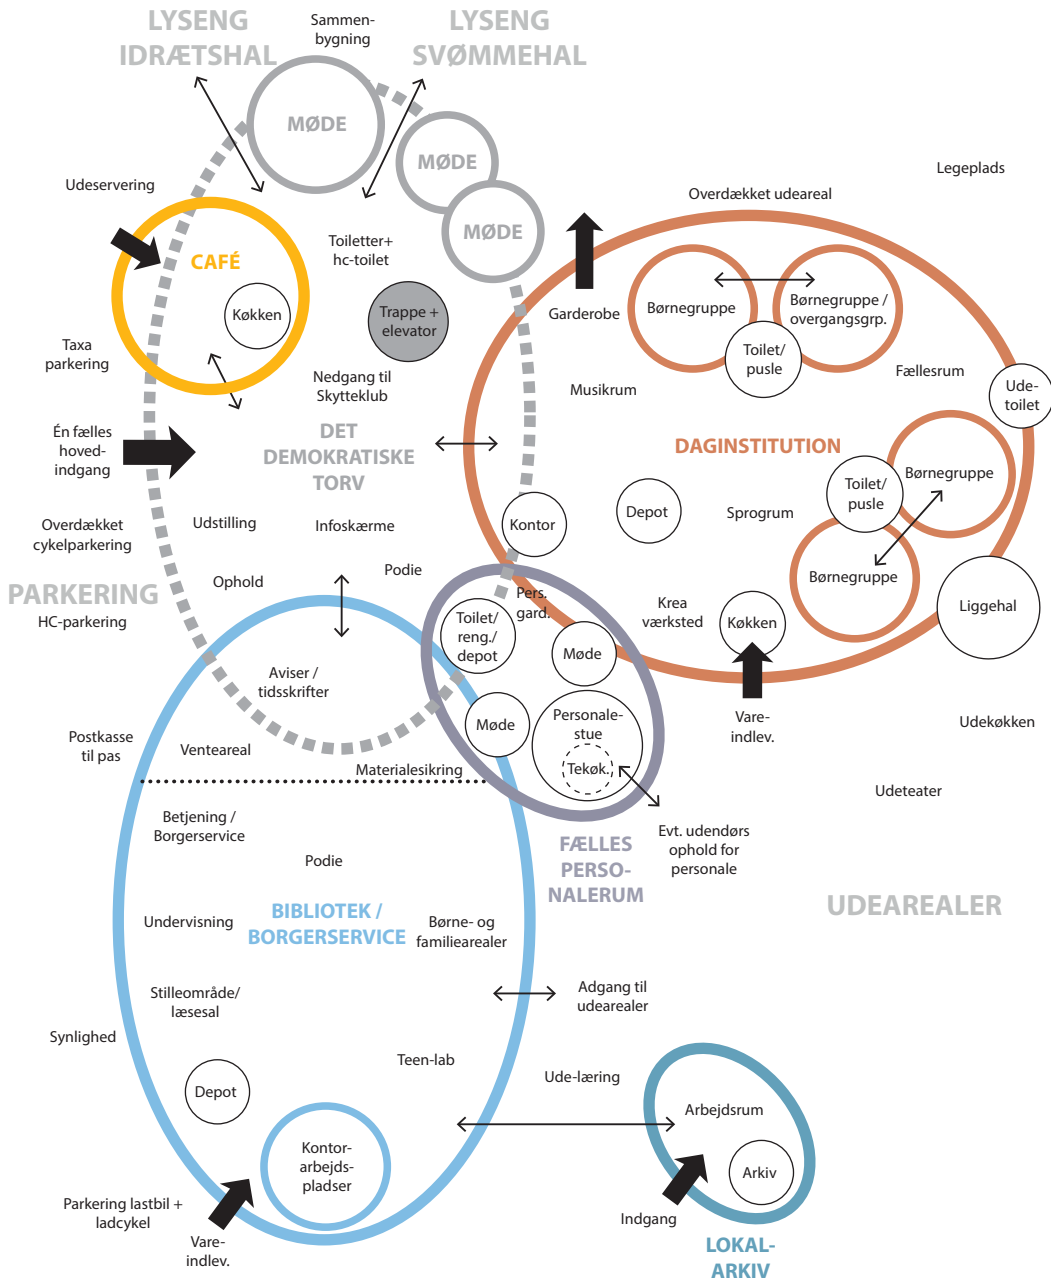 LYSENG
IDRÆTSHAL
Sammen-
bygning
LYSENG
SVØMMEHAL
MØDE
MØDE
MØDE
Legeplads
Udeservering
Overdækket udeareal
CAFÉ
Køkken
Toiletter+
hc-toilet
Trappe +
elevator
Garderobe
Børnegruppe
Børnegruppe /
overgangsgrp.
Toilet/
pusle
Taxa
parkering
Nedgang til
Skytteklub
Musikrum
Fællesrum
Ude-
toilet
Én fælles
hoved-
indgang
DET
DEMOKRATISKE
TORV
DAGINSTITUTION
Børnegruppe
Toilet/
pusle
Overdækket
cykelparkering
Udstilling
Infoskærme
Kontor
Depot
Sprogrum
Børnegruppe
PARKERING
HC-parkering
Ophold
Podie
Pers.
gard.
Toilet/
reng./
depot
Møde
Krea
værksted
Køkken
Liggehal
Aviser /
tidsskrifter
Møde
Personale-
stue
Tekøk.
Vare-
indlev.
Udekøkken
Postkasse
til pas
Venteareal
Materialesikring
Udeteater
Betjening /
Borgerservice
Podie
FÆLLES
PERSO-
NALERUM
Evt. udendørs
ophold for
personale
UDEAREALER
Undervisning
BIBLIOTEK /
BORGERSERVICE
Børne- og
familiearealer
Stilleområde/
læsesal
Adgang til
udearealer
Synlighed
Teen-lab
Ude-læring
Depot
Arbejdsrum
Kontor-
arbejds-
pladser
Arkiv
Parkering lastbil +
ladcykel
Vare-
indlev.
Indgang
LOKAL-
ARKIV